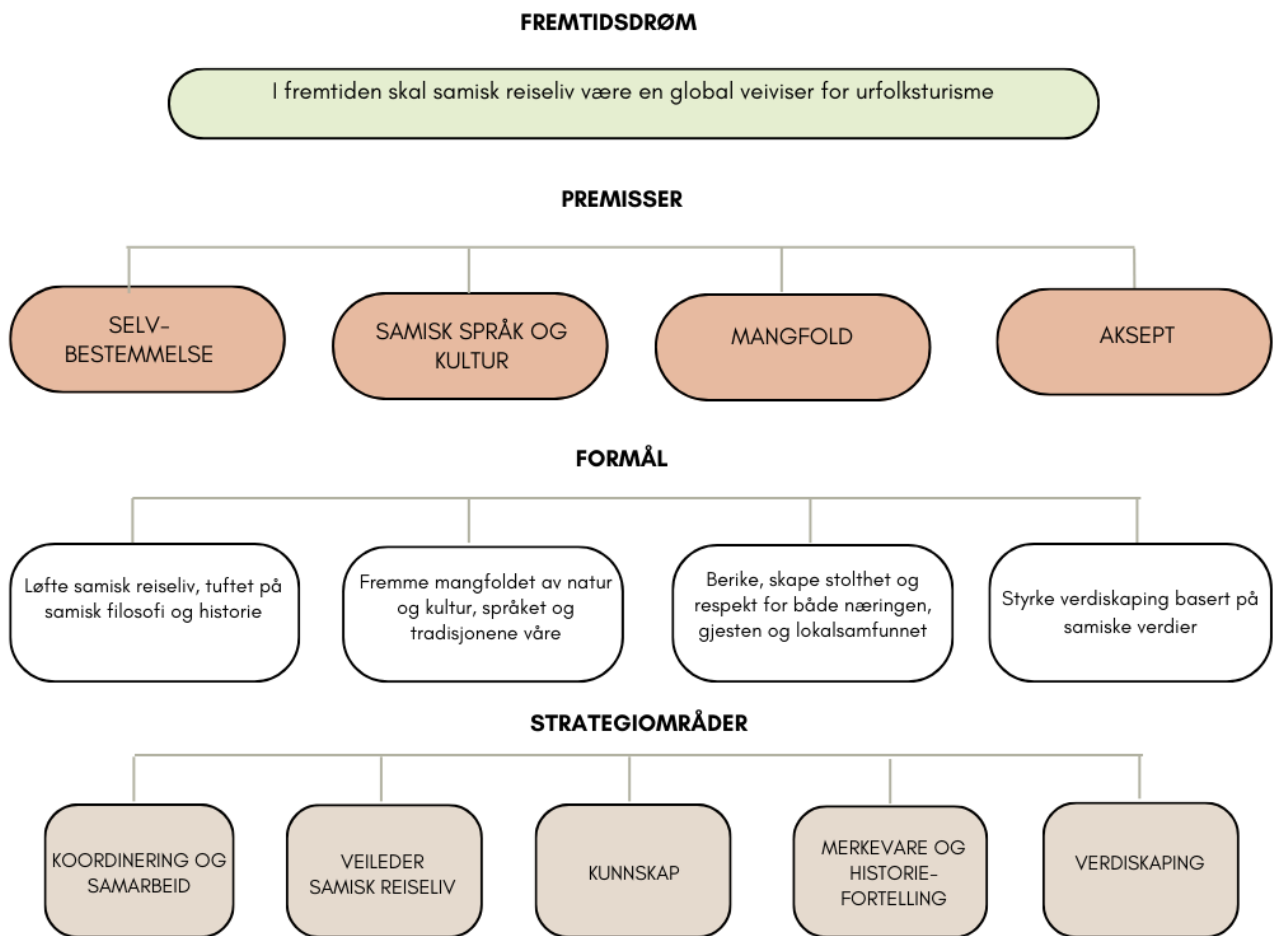 FREMTIDSDRØM
I fremtiden skal samisk reiseliv være en global veiviser for urfolksturisme
PREMISSER
SELV-
BESTEMMELSE
SAMISK SPRÅK OG
KULTUR
MANGFOLD
AKSEPT
FORMÅL
Løfte samisk reiseliv, tuftet på
samisk filosofi og historie
Fremme mangfoldet av natur
og kultur, språket og
tradisjonene våre
Berike, skape stolthet og
respekt for både næringen,
gjesten og lokalsamfunnet
Styrke verdiskaping basert på
samiske verdier
STRATEGIOMRÅDER
KOORDINERING OG
SAMARBEID
VEILEDER
SAMISK REISELIV
KUNNSKAP
MERKEVARE OG
HISTORIE-
FORTELLING
VERDISKAPING